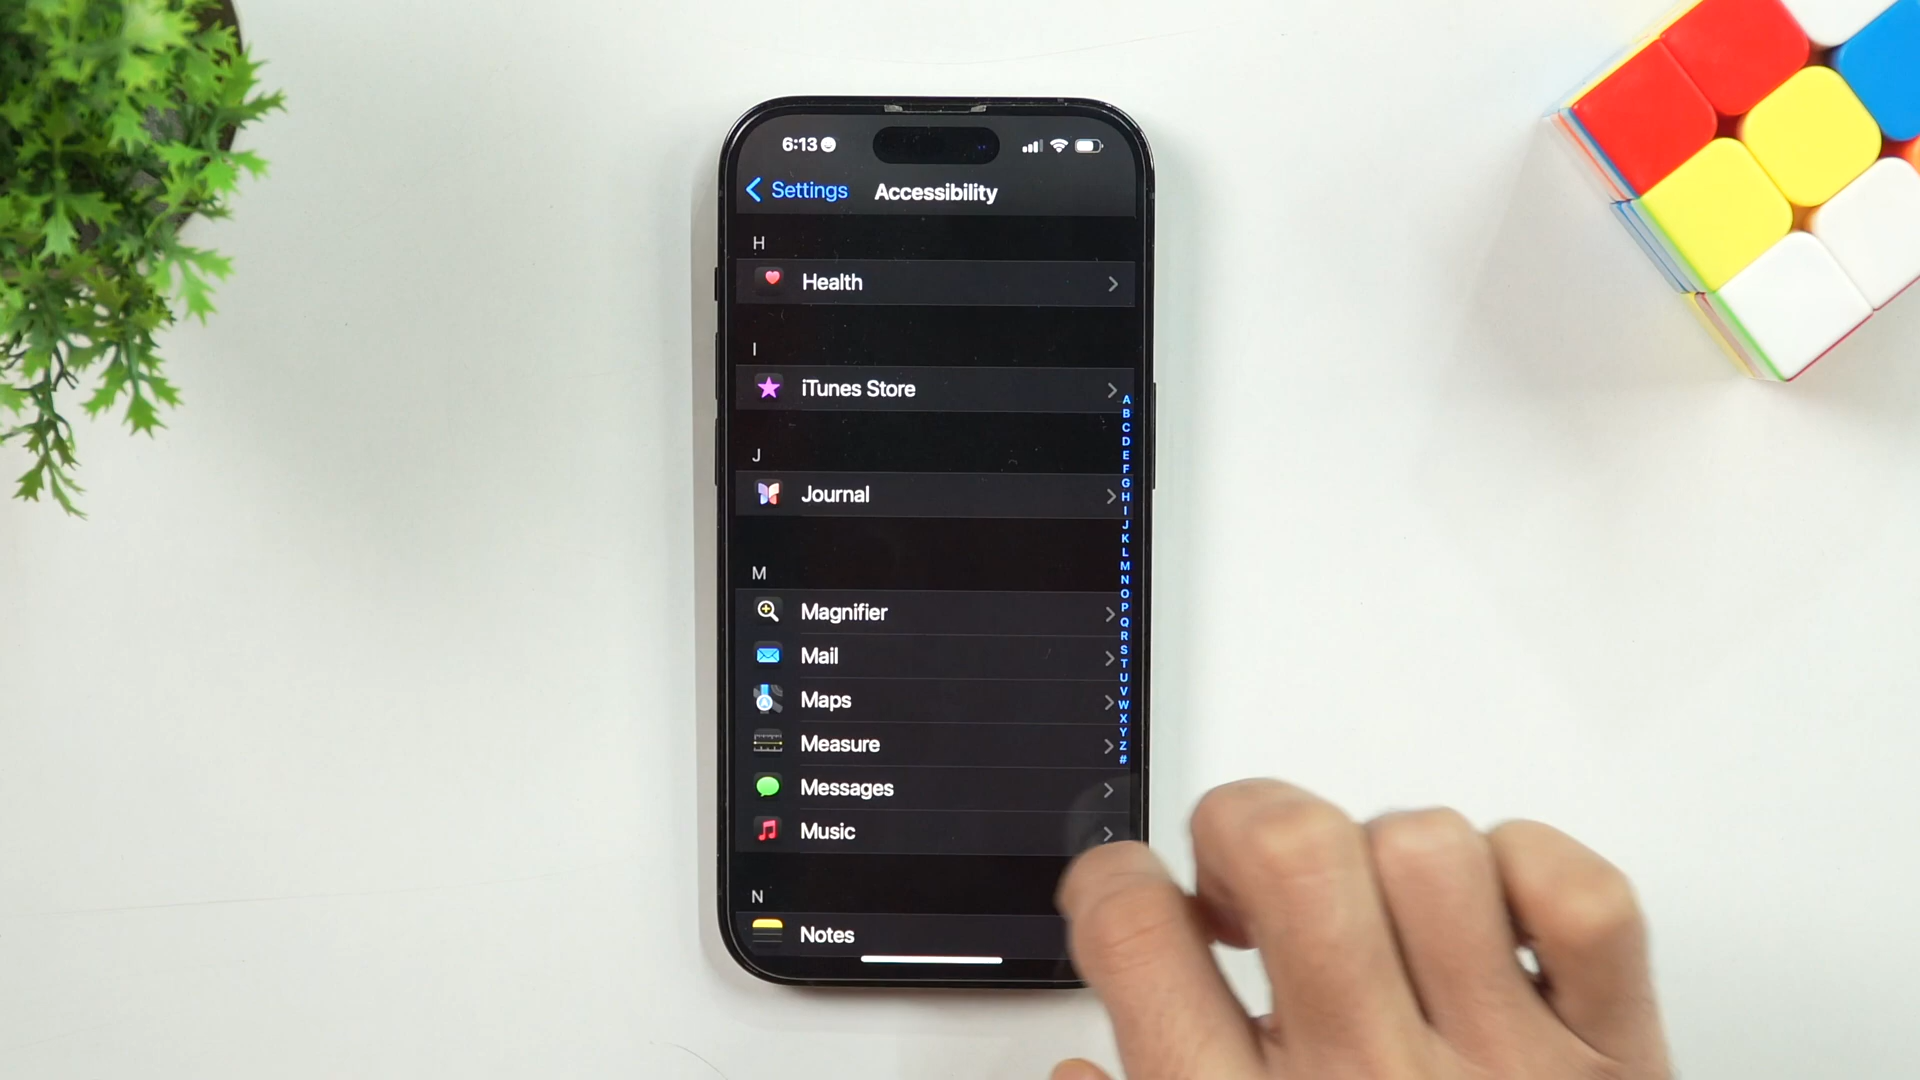 6:13
Settings
Accessibility
H
Health
I
iTunes Store
J
Journal
M
Magnifier
Mail
Maps
Measure
Messages
Music
N
Notes
A
B
C
D
E
F
G
H
I
J
K
L
M
N
O
P
Q
R
S
T
U
V
W
X
Y
Z
#